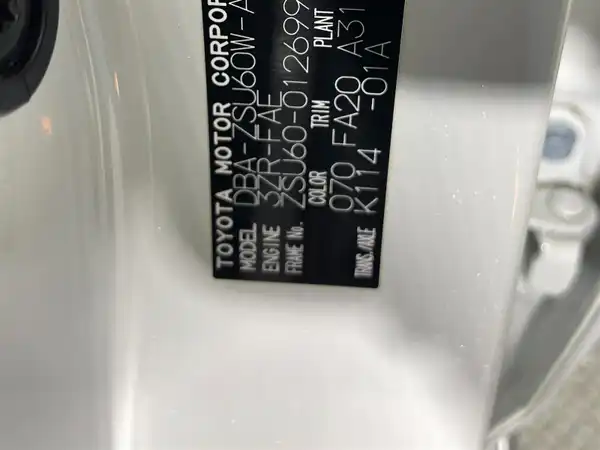 TOYOTA MOTOR CORPOR
MODEL DBA-ZSU60W-A
ENGINE 3ZR-FAE
FRAME No. ZSU60-012699
COLOR TRIM PLANT
070 FA20 A31
TRANS./AXLE K114 -01A